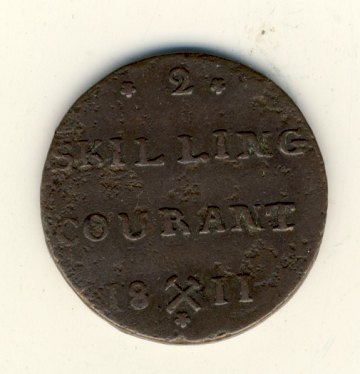 2
SKILLING
COURANT
18 11